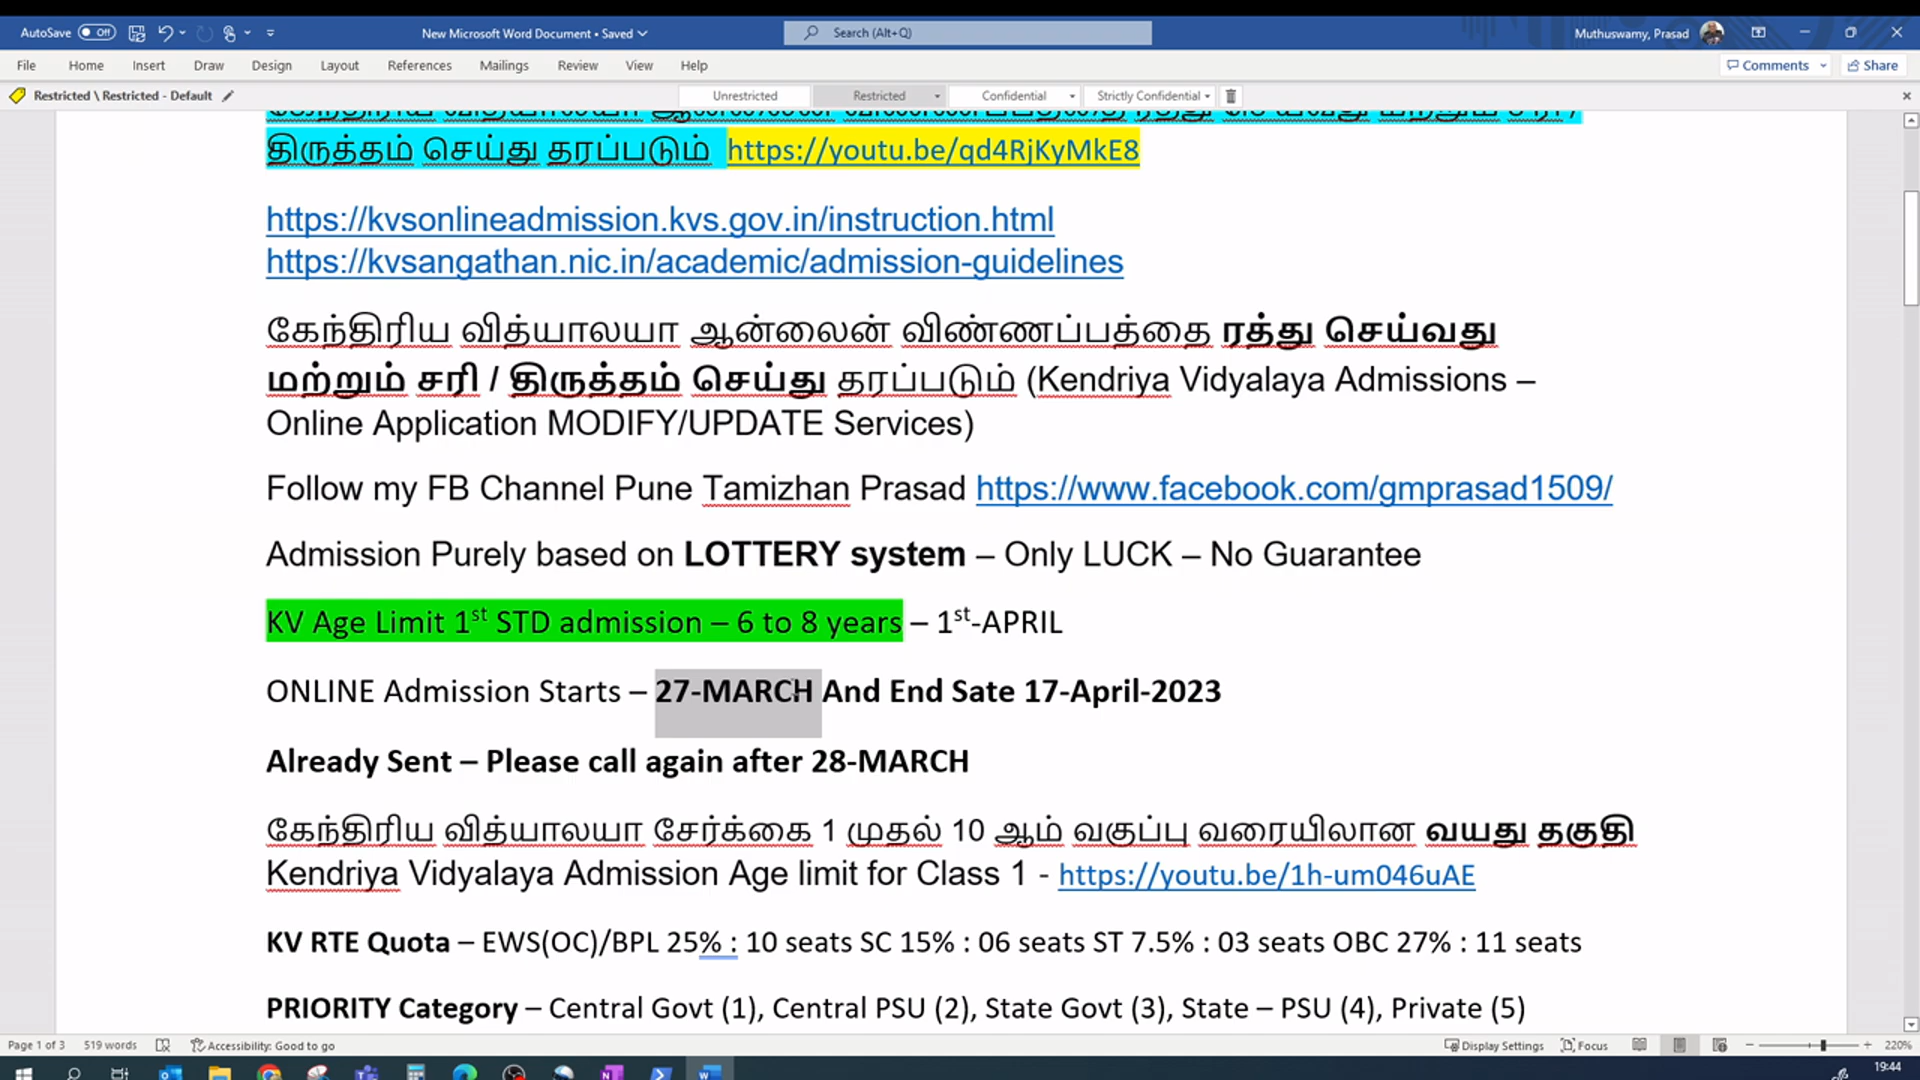 AutoSave Off New Microsoft Word Document • Saved Search (Alt+Q) Muthuswamy, Prasad
File Home Insert Draw Design Layout References Mailings Review View Help Comments Share
Restricted \ Restricted - Default Unrestricted Restricted Confidential Strictly Confidential
திருத்தம் செய்து தரப்படும் https://youtu.be/qd4RjKyMkE8
https://kvsonlineadmission.kvs.gov.in/instruction.html
https://kvsangathan.nic.in/academic/admission-guidelines
கேந்திரிய வித்யாலயா ஆன்லைன் விண்ணப்பத்தை ரத்து செய்வது
மற்றும் சரி / திருத்தம் செய்து தரப்படும் (Kendriya Vidyalaya Admissions –
Online Application MODIFY/UPDATE Services)
Follow my FB Channel Pune Tamizhan Prasad https://www.facebook.com/gmprasad1509/
Admission Purely based on LOTTERY system – Only LUCK – No Guarantee
KV Age Limit 1st STD admission – 6 to 8 years – 1st-APRIL
ONLINE Admission Starts – 27-MARCH And End Sate 17-April-2023
Already Sent – Please call again after 28-MARCH
கேந்திரிய வித்யாலயா சேர்க்கை 1 முதல் 10 ஆம் வகுப்பு வரையிலான வயது தகுதி
Kendriya Vidyalaya Admission Age limit for Class 1 - https://youtu.be/1h-um046uAE
KV RTE Quota – EWS(OC)/BPL 25% : 10 seats SC 15% : 06 seats ST 7.5% : 03 seats OBC 27% : 11 seats
PRIORITY Category – Central Govt (1), Central PSU (2), State Govt (3), State – PSU (4), Private (5)
Page 1 of 3 519 words Accessibility: Good to go Display Settings Focus 220%
19:44